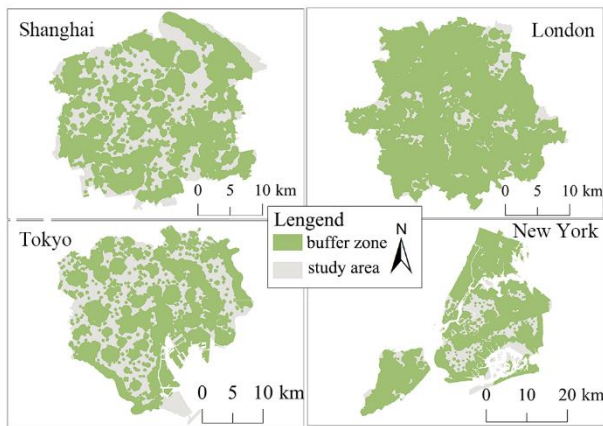 Shanghai
0 5 10 km
London
0 5 10 km
Lengend
buffer zone
study area
N
Tokyo
0 5 10 km
New York
0 10 20 km